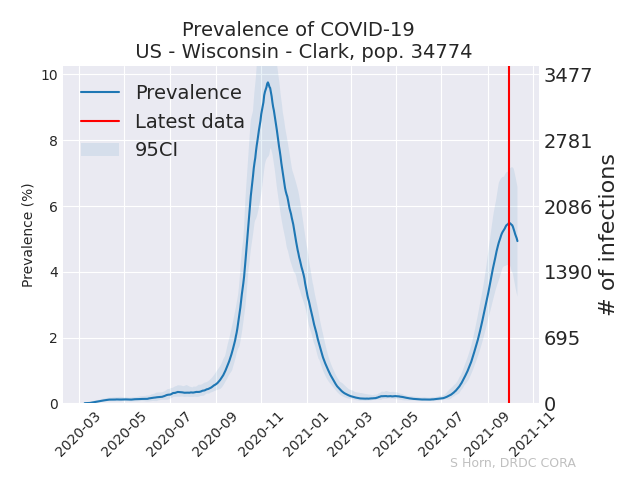 Prevalence of COVID-19
US - Wisconsin - Clark, pop. 34774
Prevalence
Latest data
95CI
Prevalence (%)
10
8
6
4
2
0
3477
2781
2086
1390
695
0
# of infections
2020-03
2020-05
2020-07
2020-09
2020-11
2021-01
2021-03
2021-05
2021-07
2021-09
2021-11
S Horn, DRDC CORA